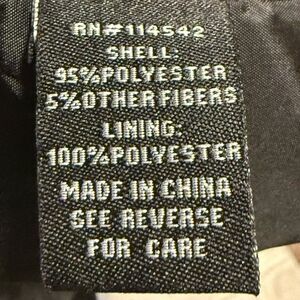 RN#114542
SHELL:
95%POLYESTER
5%OTHER FIBERS
LINING:
100%POLYESTER
MADE IN CHINA
SEE REVERSE
FOR CARE